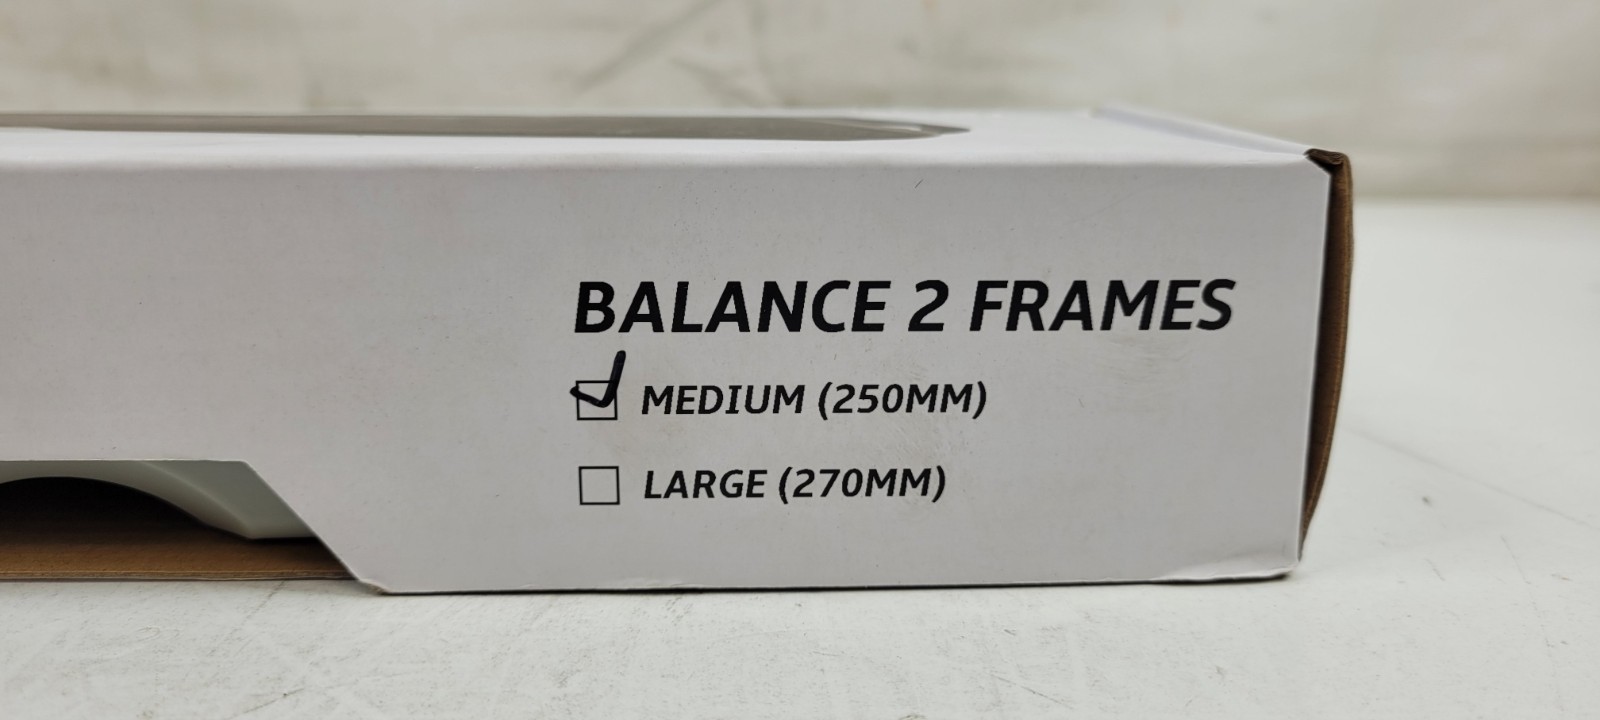 BALANCE 2 FRAMES
MEDIUM (250MM)
LARGE (270MM)